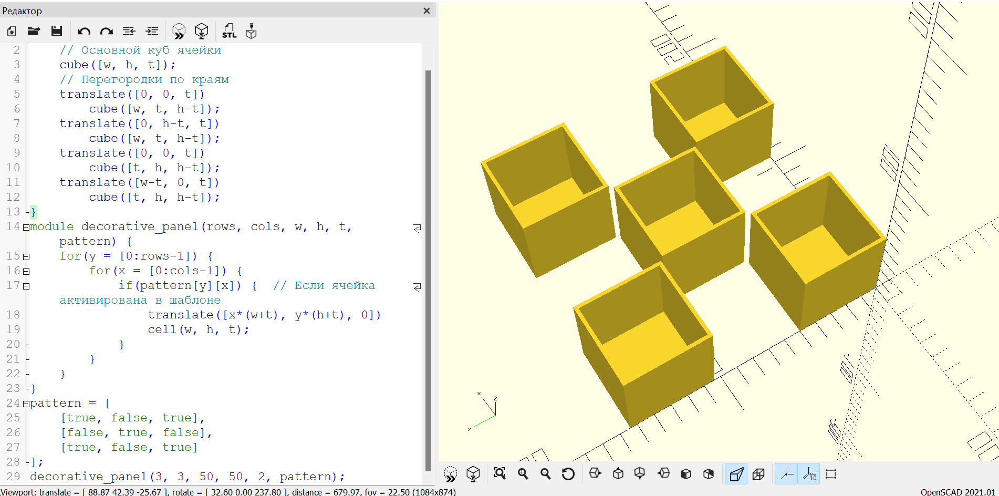 Редактор
STL
2 // Основной куб ячейки
3 cube([w, h, t]);
4 // Перегородки по краям
5 translate([0, 0, t])
6 cube([w, t, h-t]);
7 translate([0, h-t, t])
8 cube([w, t, h-t]);
9 translate([0, 0, t])
10 cube([t, h, h-t]);
11 translate([w-t, 0, t])
12 cube([t, h, h-t]);
13 }
14 module decorative_panel(rows, cols, w, h, t,
pattern) {
15 for(y = [0:rows-1]) {
16 for(x = [0:cols-1]) {
17 if(pattern[y][x]) { // Если ячейка
активирована в шаблоне
18 translate([x*(w+t), y*(h+t), 0])
19 cell(w, h, t);
20 }
21 }
22 }
23 }
24 pattern = [
25 [true, false, true],
26 [false, true, false],
27 [true, false, true]
28 ];
29 decorative_panel(3, 3, 50, 50, 2, pattern);
x
z
y
10
Viewport: translate = [ 88.87 42.39 -25.67 ], rotate = [ 32.60 0.00 237.80 ], distance = 679.97, fov = 22.50 (1084x874)
OpenSCAD 2021.01